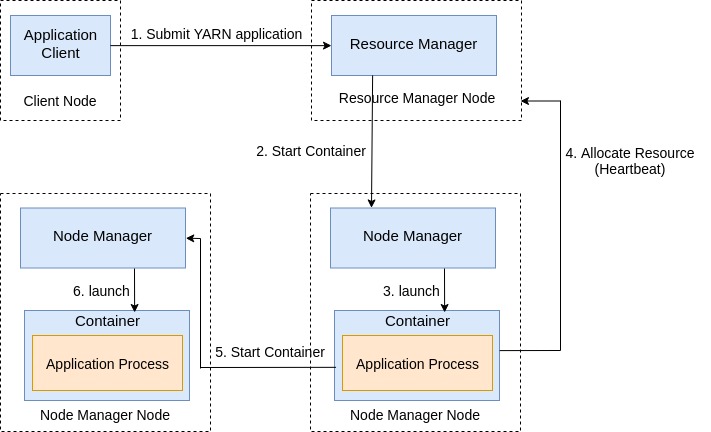 Application
Client
Client Node
1. Submit YARN application
Resource Manager
Resource Manager Node
2. Start Container
4. Allocate Resource
(Heartbeat)
Node Manager
6. launch
Container
Application Process
Node Manager Node
5. Start Container
Node Manager
3. launch
Container
Application Process
Node Manager Node